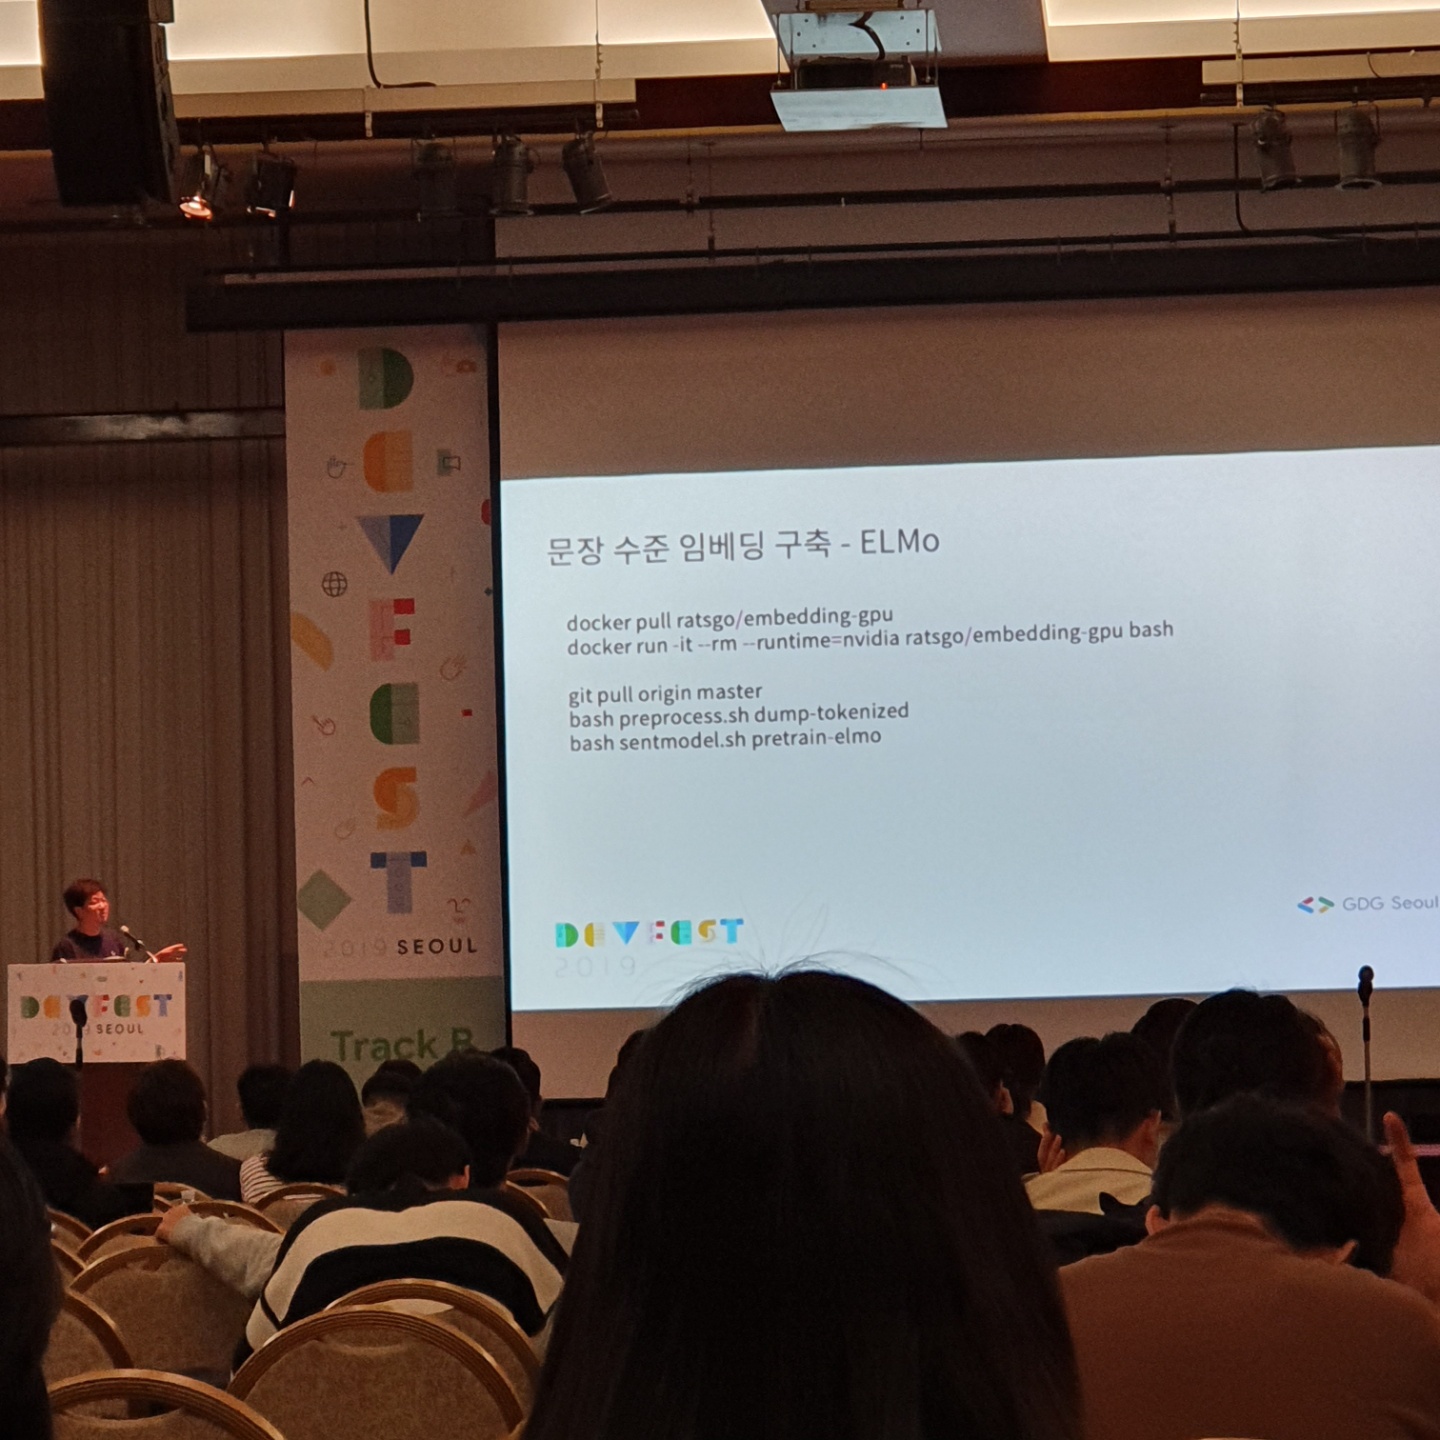 DEVFEST
2019 SEOUL
Track B
문장 수준 임베딩 구축 - ELMo
docker pull ratsgo/embedding-gpu
docker run -it --rm --runtime=nvidia ratsgo/embedding-gpu bash
git pull origin master
bash preprocess.sh dump-tokenized
bash sentmodel.sh pretrain-elmo
DEVFEST
2019
GDG Seoul
DEVFEST
2019 SEOUL